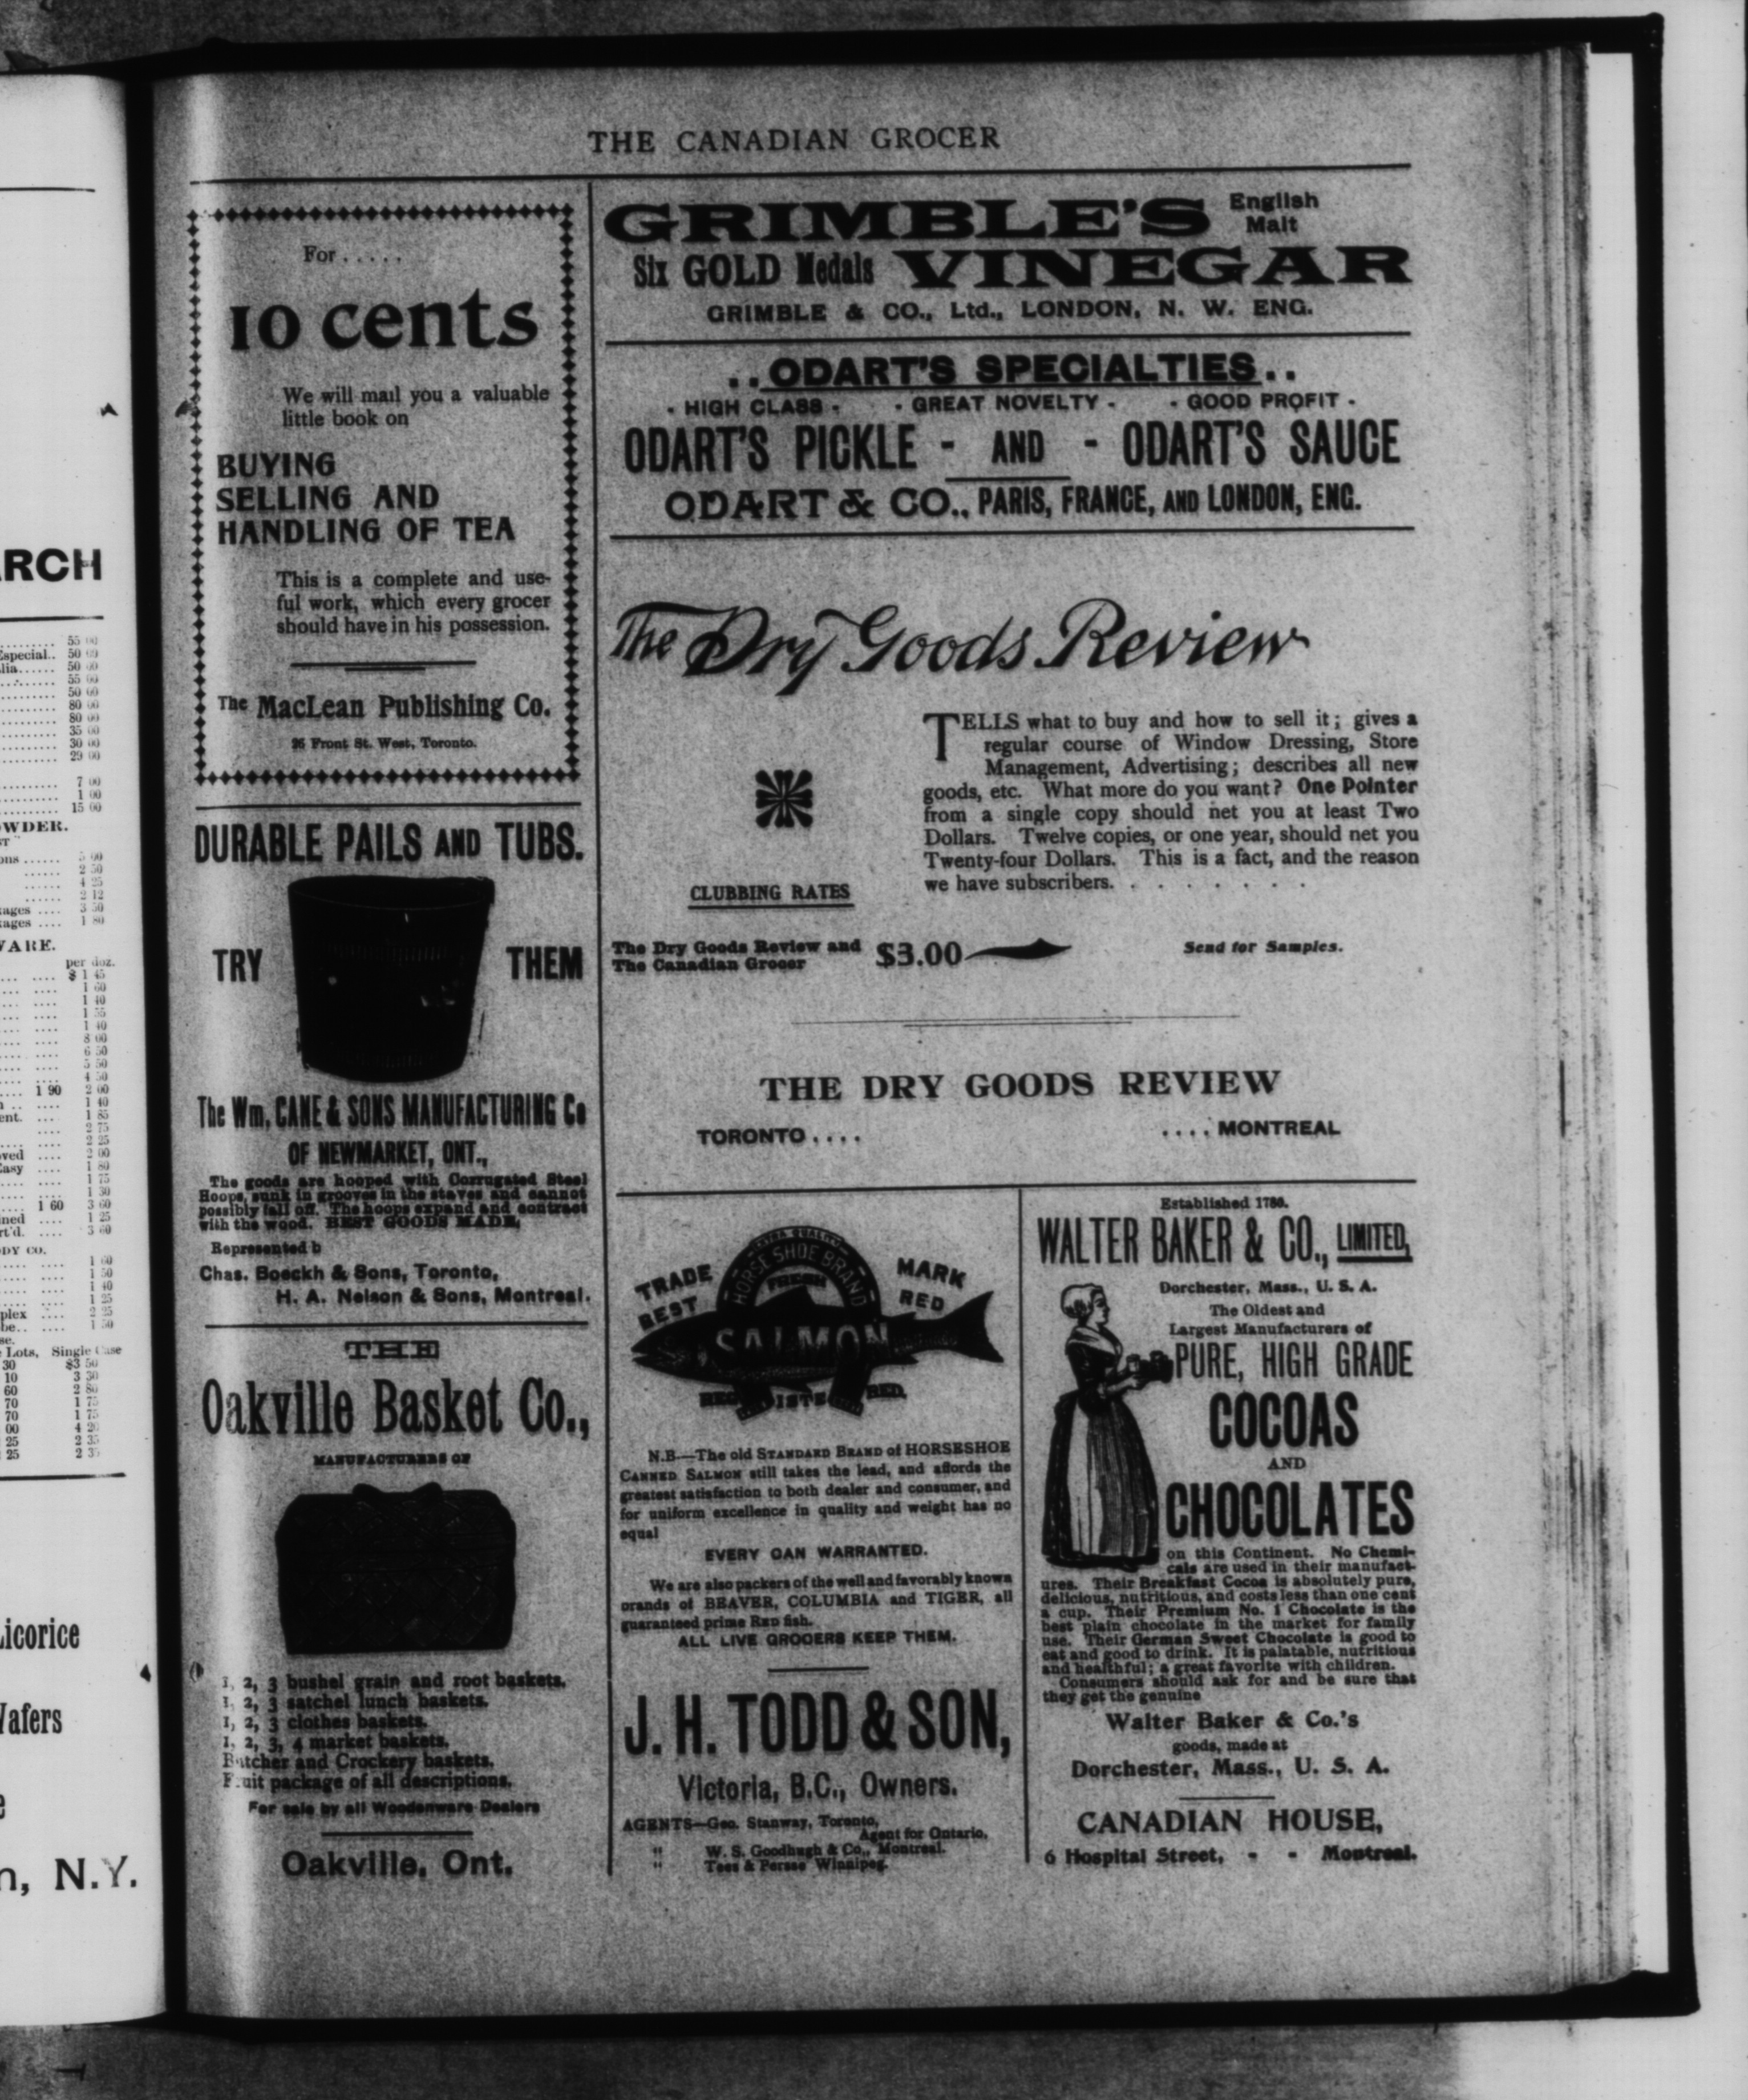 THE CANADIAN GROCER
For . . . . .
10 cents
We will mail you a valuable
little book on
BUYING
SELLING AND
HANDLING OF TEA
This is a complete and use-
ful work, which every grocer
should have in his possession.
The MacLean Publishing Co.
26 Front St. West, Toronto.
DURABLE PAILS AND TUBS.
TRY THEM
The Wm. CANE & SONS MANUFACTURING Co
OF NEWMARKET, ONT.,
The goods are hooped with Corrugated Steel
Hoops, sunk in grooves in the staves and cannot
possibly fall off. The hoops expand and contract
with the wood. BEST GOODS MADE.
Represented b
Chas. Boeckh & Sons, Toronto,
H. A. Nelson & Sons, Montreal.
THE
Oakville Basket Co.,
MANUFACTURERS OF
1, 2, 3 bushel grain and root baskets.
1, 2, 3 satchel lunch baskets.
1, 2, 3 clothes baskets.
1, 2, 3, 4 market baskets.
Butcher and Crockery baskets.
Fruit package of all descriptions.
For sale by all Woodenware Dealers
Oakville, Ont.
GRIMBLE'S English
Malt
Six GOLD Medals VINEGAR
GRIMBLE & CO., Ltd., LONDON, N. W. ENG.
. . ODART'S SPECIALTIES . .
- HIGH CLASS - - GREAT NOVELTY - - GOOD PROFIT -
ODART'S PICKLE - AND - ODART'S SAUCE
ODART & CO., PARIS, FRANCE, AND LONDON, ENG.
The Dry Goods Review
TELLS what to buy and how to sell it; gives a
regular course of Window Dressing, Store
Management, Advertising; describes all new
goods, etc. What more do you want? One Pointer
from a single copy should net you at least Two
Dollars. Twelve copies, or one year, should net you
Twenty-four Dollars. This is a fact, and the reason
we have subscribers. . . . . . . . .
CLUBBING RATES
The Dry Goods Review and
The Canadian Grocer $3.00
Send for Samples.
THE DRY GOODS REVIEW
TORONTO . . . . . . . . MONTREAL
TRADE MARK
BEST RED
EXTRA QUALITY
HORSE SHOE BRAND
FRESH
SALMON
REGISTERED.
N.B—The old STANDARD BRAND of HORSESHOE
CANNED SALMON still takes the lead, and affords the
greatest satisfaction to both dealer and consumer, and
for uniform excellence in quality and weight has no
equal
EVERY CAN WARRANTED.
We are also packers of the well and favorably known
brands of BEAVER, COLUMBIA and TIGER, all
guaranteed prime RED fish.
ALL LIVE GROCERS KEEP THEM.
J. H. TODD & SON,
Victoria, B.C., Owners.
AGENTS—Geo. Stanway, Toronto,
Agent for Ontario.
" W. S. Goodhugh & Co., Montreal.
" Tees & Persse Winnipeg.
Established 1780.
WALTER BAKER & CO., LIMITED,
Dorchester, Mass., U. S. A.
The Oldest and
Largest Manufacturers of
PURE, HIGH GRADE
COCOAS
AND
CHOCOLATES
on this Continent. No Chemi-
cals are used in their manufact-
ures. Their Breakfast Cocoa is absolutely pure,
delicious, nutritious, and costs less than one cent
a cup. Their Premium No. 1 Chocolate is the
best plain chocolate in the market for family
use. Their German Sweet Chocolate is good to
eat and good to drink. It is palatable, nutritious
and healthful; a great favorite with children.
Consumers should ask for and be sure that
they get the genuine
Walter Baker & Co.'s
goods, made at
Dorchester, Mass., U. S. A.
CANADIAN HOUSE,
6 Hospital Street, - - Montreal.